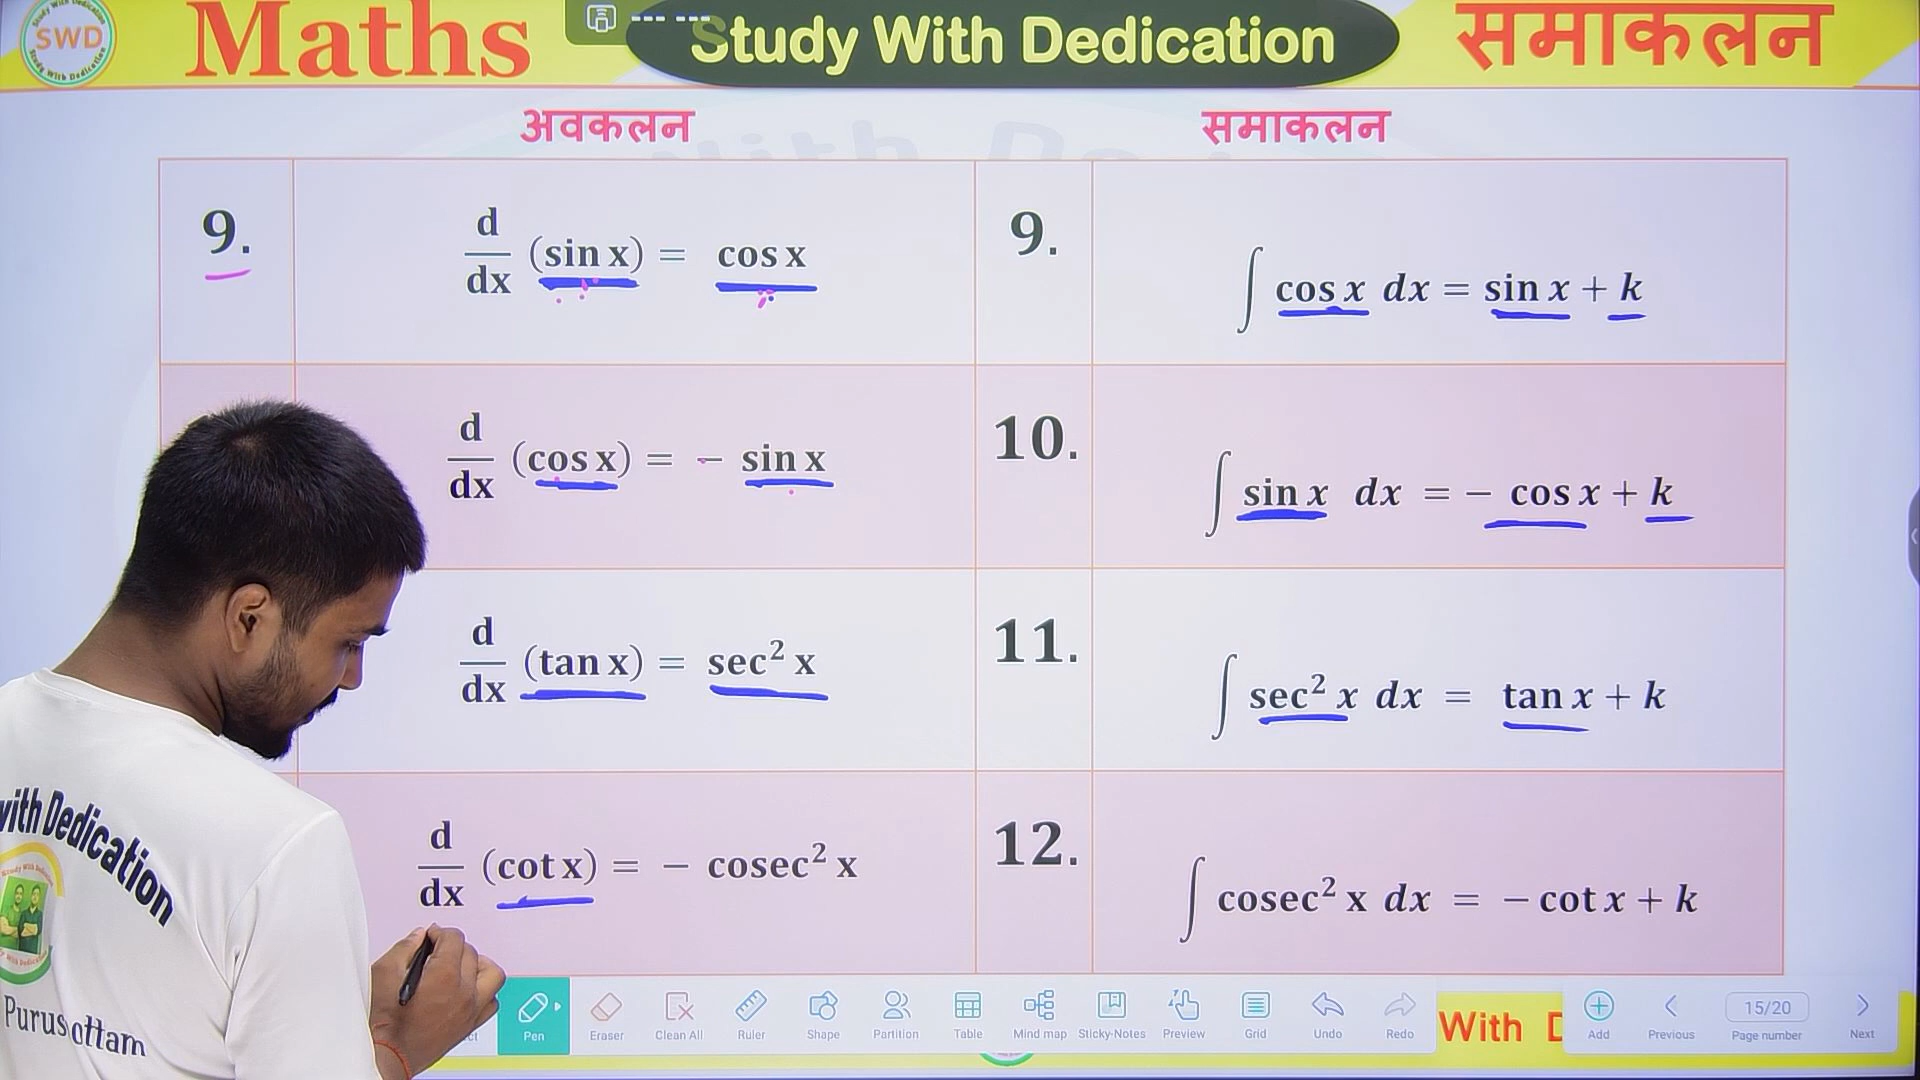 SWD
Maths
Study With Dedication
समाकलन
अवकलन
समाकलन
9.
d/dx (sin x) = cos x
9.
∫ cos x dx = sin x + k
d/dx (cos x) = − sin x
10.
∫ sin x dx = − cos x + k
d/dx (tan x) = sec² x
11.
∫ sec² x dx = tan x + k
d/dx (cot x) = − cosec² x
12.
∫ cosec² x dx = − cot x + k
with Dedication
Purusottam
Pen
Eraser
Clean All
Ruler
Shape
Partition
Table
Mind map
Sticky-Notes
Preview
Grid
Undo
Redo
With D
Add
Previous
15/20
Page number
Next